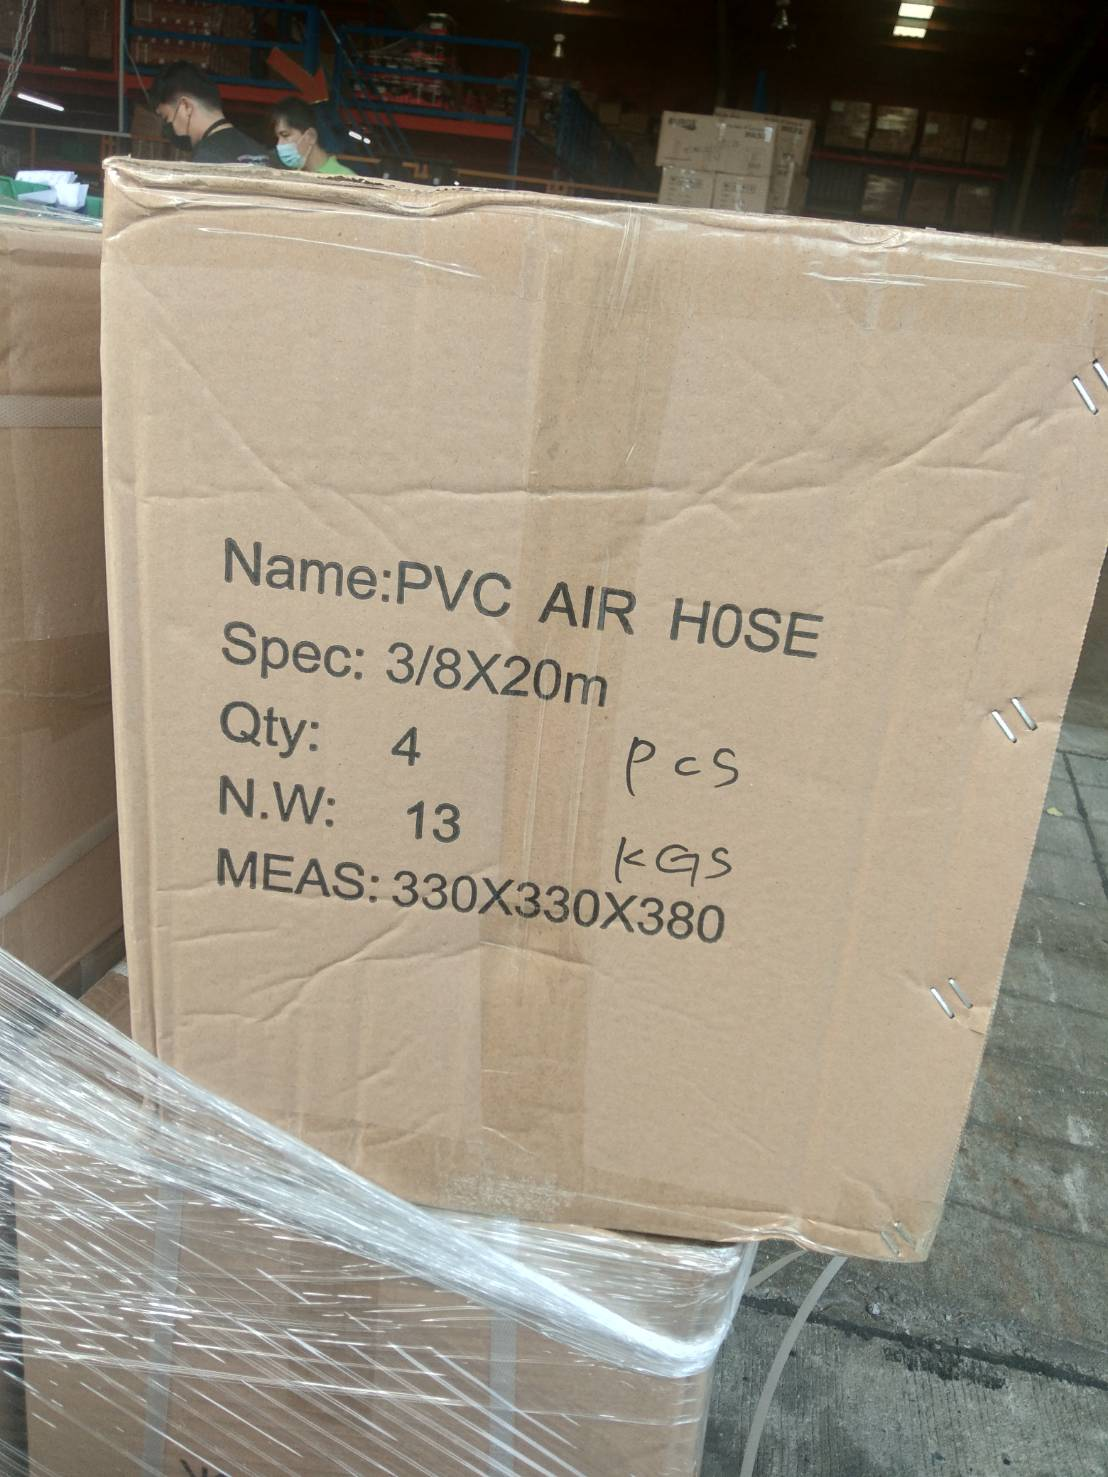 Name:PVC AIR H0SE
Spec: 3/8X20m
Qty: 4 pcs
N.W: 13 KGS
MEAS: 330X330X380